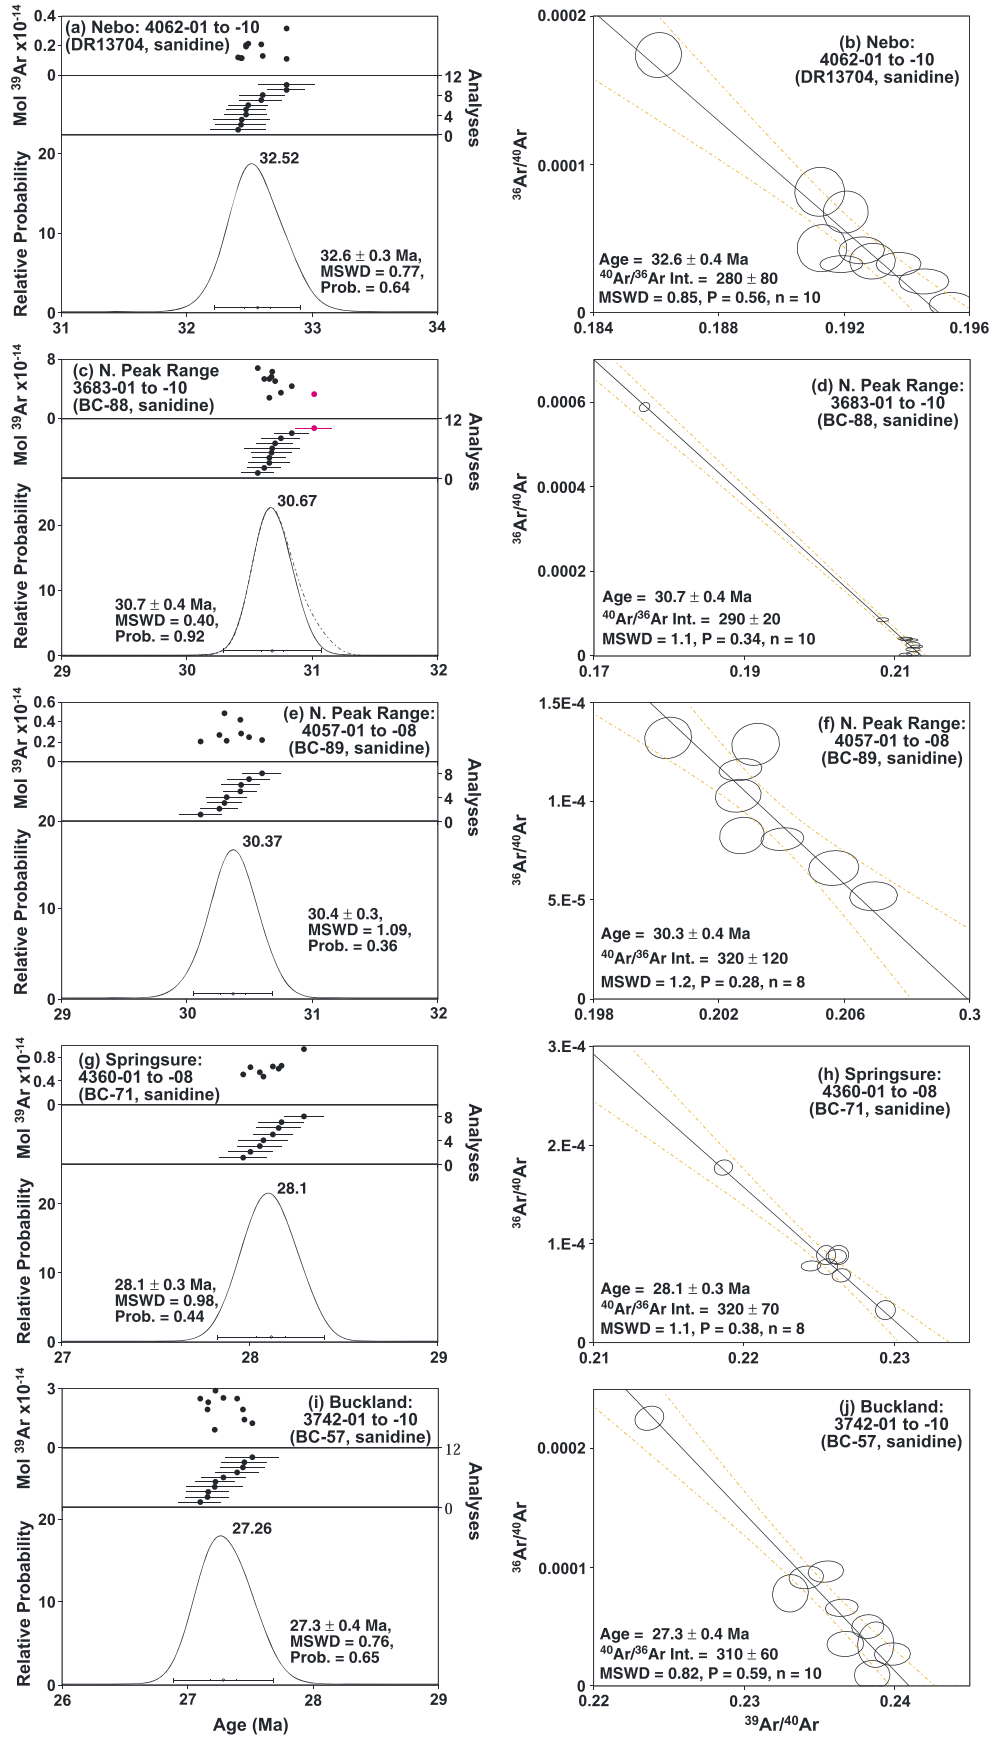 (a) Nebo: 4062-01 to -10
(DR13704, sanidine)
Mol 39Ar x10-14
0.4
0.2
0
12
8
4
0
Analyses
Relative Probability
20
10
0
32.52
32.6 ± 0.3 Ma,
MSWD = 0.77,
Prob. = 0.64
31 32 33 34
(b) Nebo:
4062-01 to -10
(DR13704, sanidine)
36Ar/40Ar
0.0002
0.0001
0
Age = 32.6 ± 0.4 Ma
40Ar/36Ar Int. = 280 ± 80
MSWD = 0.85, P = 0.56, n = 10
0.184 0.188 0.192 0.196
(c) N. Peak Range
3683-01 to -10
(BC-88, sanidine)
Mol 39Ar x10-14
8
4
0
12
0
Analyses
Relative Probability
20
10
0
30.67
30.7 ± 0.4 Ma,
MSWD = 0.40,
Prob. = 0.92
29 30 31 32
(d) N. Peak Range:
3683-01 to -10
(BC-88, sanidine)
36Ar/40Ar
0.0006
0.0004
0.0002
0
Age = 30.7 ± 0.4 Ma
40Ar/36Ar Int. = 290 ± 20
MSWD = 1.1, P = 0.34, n = 10
0.17 0.19 0.21
(e) N. Peak Range:
4057-01 to -08
(BC-89, sanidine)
Mol 39Ar x10-14
0.6
0.4
0.2
0
8
4
0
Analyses
Relative Probability
20
10
0
30.37
30.4 ± 0.3,
MSWD = 1.09,
Prob. = 0.36
29 30 31 32
(f) N. Peak Range:
4057-01 to -08
(BC-89, sanidine)
36Ar/40Ar
1.5E-4
1.E-4
5.E-5
0
Age = 30.3 ± 0.4 Ma
40Ar/36Ar Int. = 320 ± 120
MSWD = 1.2, P = 0.28, n = 8
0.198 0.202 0.206 0.3
(g) Springsure:
4360-01 to -08
(BC-71, sanidine)
Mol 39Ar x10-14
0.8
0.4
0
8
4
0
Analyses
Relative Probability
20
10
0
28.1
28.1 ± 0.3 Ma,
MSWD = 0.98,
Prob. = 0.44
27 28 29
(h) Springsure:
4360-01 to -08
(BC-71, sanidine)
36Ar/40Ar
3.E-4
2.E-4
1.E-4
0
Age = 28.1 ± 0.3 Ma
40Ar/36Ar Int. = 320 ± 70
MSWD = 1.1, P = 0.38, n = 8
0.21 0.22 0.23
(i) Buckland:
3742-01 to -10
(BC-57, sanidine)
Mol 39Ar x10-14
3
0
12
0
Analyses
Relative Probability
20
10
0
27.26
27.3 ± 0.4 Ma,
MSWD = 0.76,
Prob. = 0.65
26 27 28 29
Age (Ma)
(j) Buckland:
3742-01 to -10
(BC-57, sanidine)
36Ar/40Ar
0.0002
0.0001
0
Age = 27.3 ± 0.4 Ma
40Ar/36Ar Int. = 310 ± 60
MSWD = 0.82, P = 0.59, n = 10
0.22 0.23 0.24
39Ar/40Ar